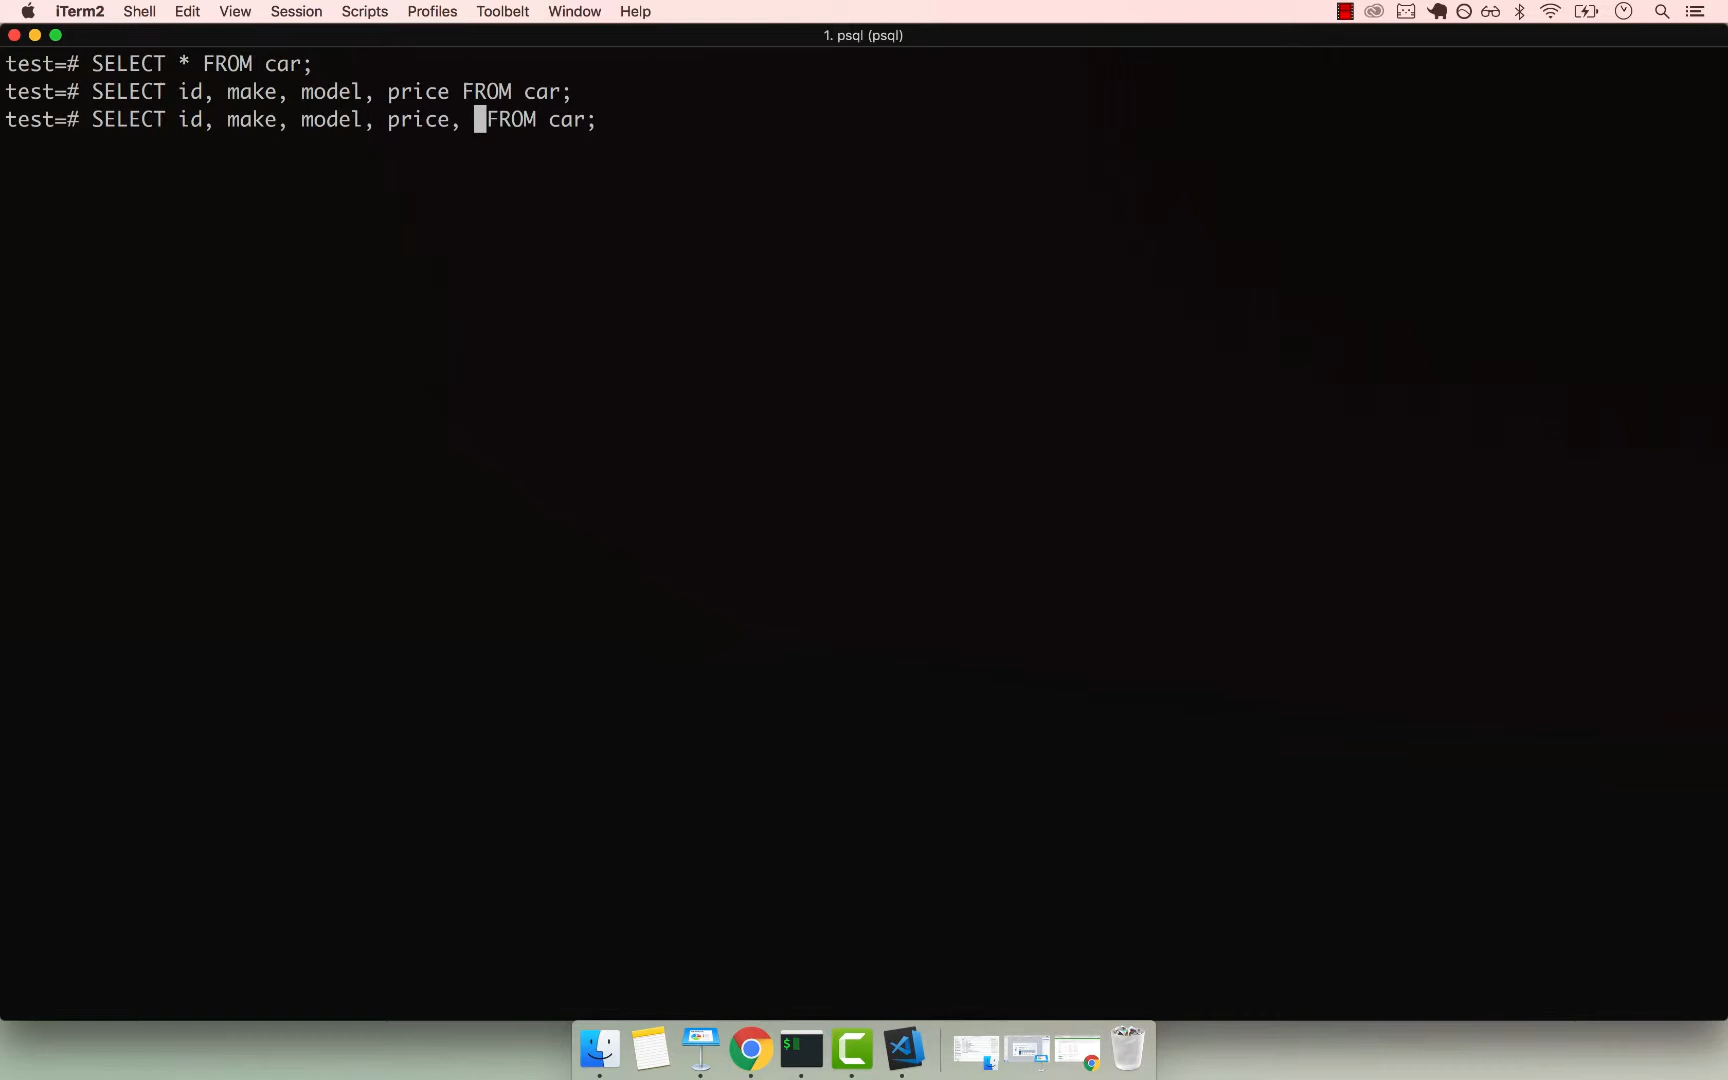 iTerm2 Shell Edit View Session Scripts Profiles Toolbelt Window Help
1. psql (psql)
test=# SELECT * FROM car;
test=# SELECT id, make, model, price FROM car;
test=# SELECT id, make, model, price, FROM car;
$